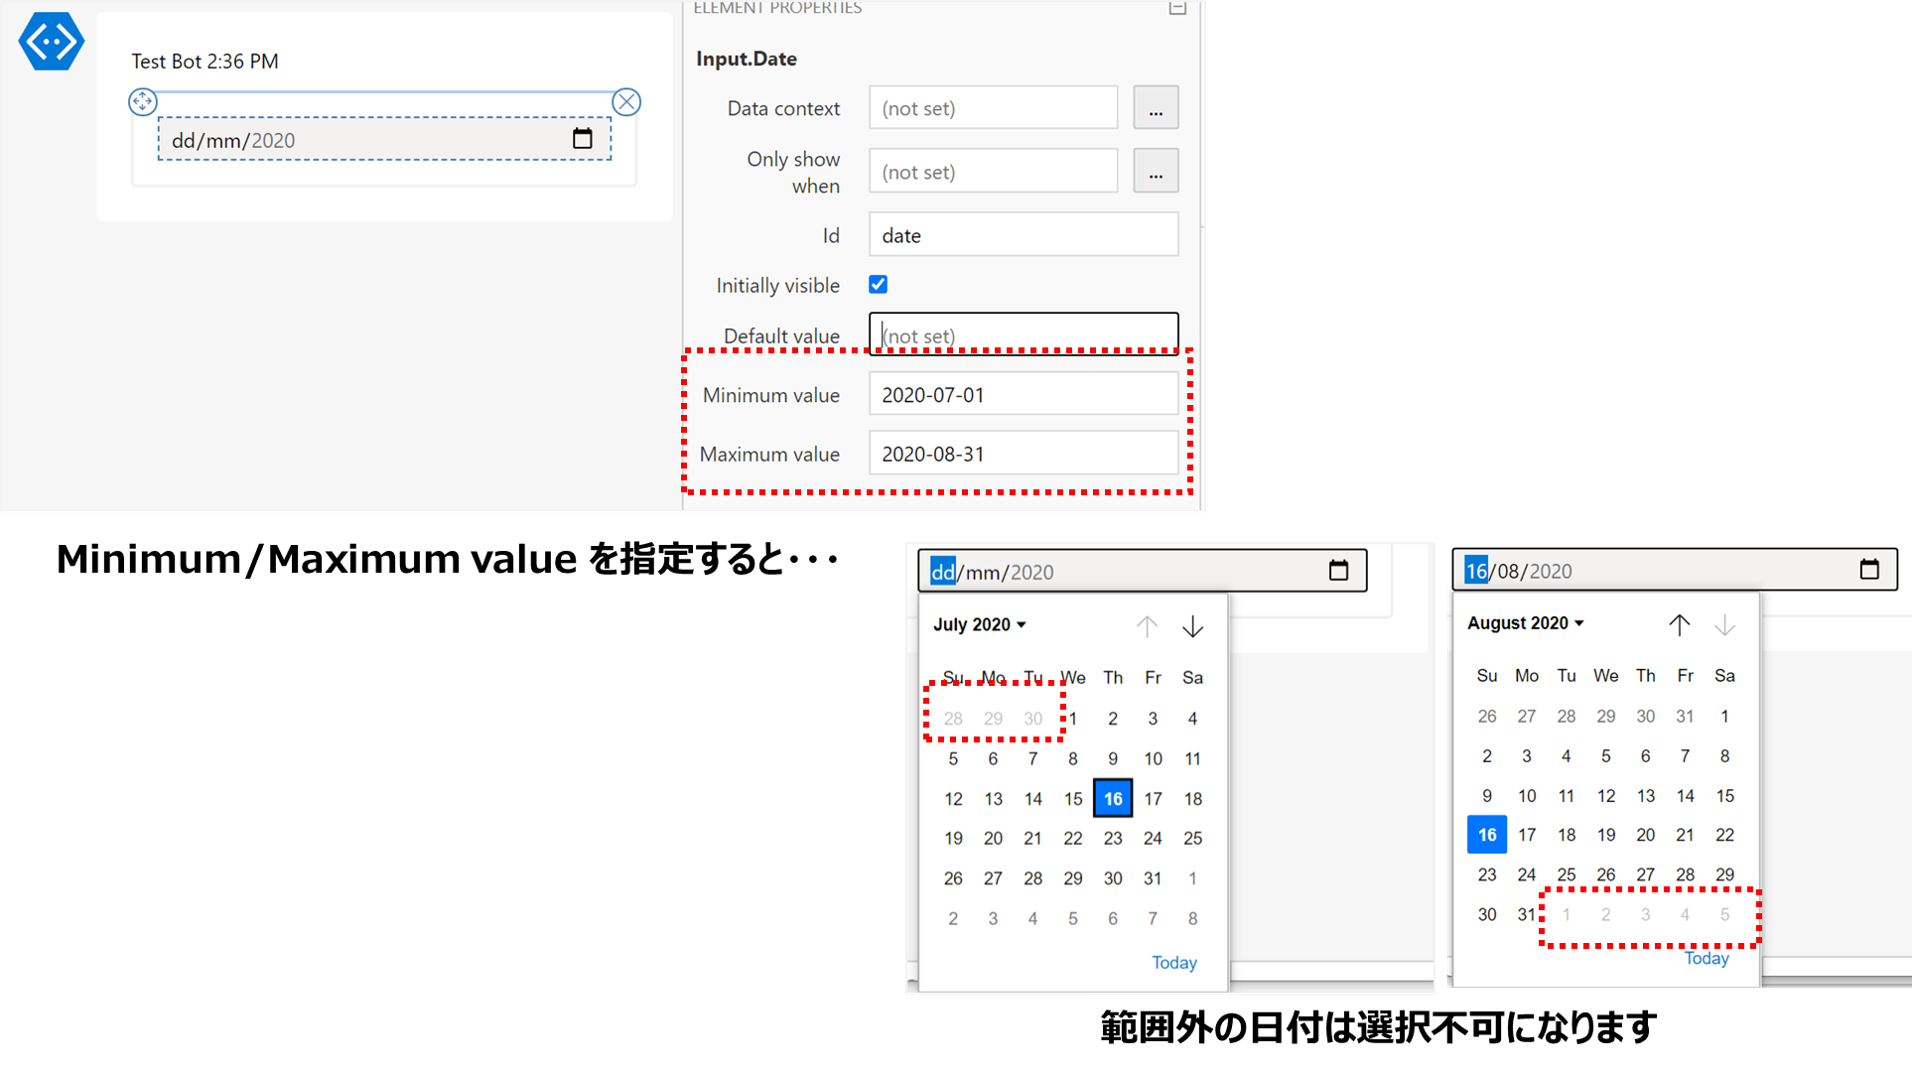 ELEMENT PROPERTIES
Test Bot 2:36 PM
dd/mm/2020
Input.Date
Data context (not set) ...
Only show when (not set) ...
Id date
Initially visible
Default value (not set)
Minimum value 2020-07-01
Maximum value 2020-08-31
Minimum/Maximum value を指定すると・・・
dd/mm/2020
July 2020
Su Mo Tu We Th Fr Sa
28 29 30 1 2 3 4
5 6 7 8 9 10 11
12 13 14 15 16 17 18
19 20 21 22 23 24 25
26 27 28 29 30 31 1
2 3 4 5 6 7 8
Today
16/08/2020
August 2020
Su Mo Tu We Th Fr Sa
26 27 28 29 30 31 1
2 3 4 5 6 7 8
9 10 11 12 13 14 15
16 17 18 19 20 21 22
23 24 25 26 27 28 29
30 31 1 2 3 4 5
Today
範囲外の日付は選択不可になります